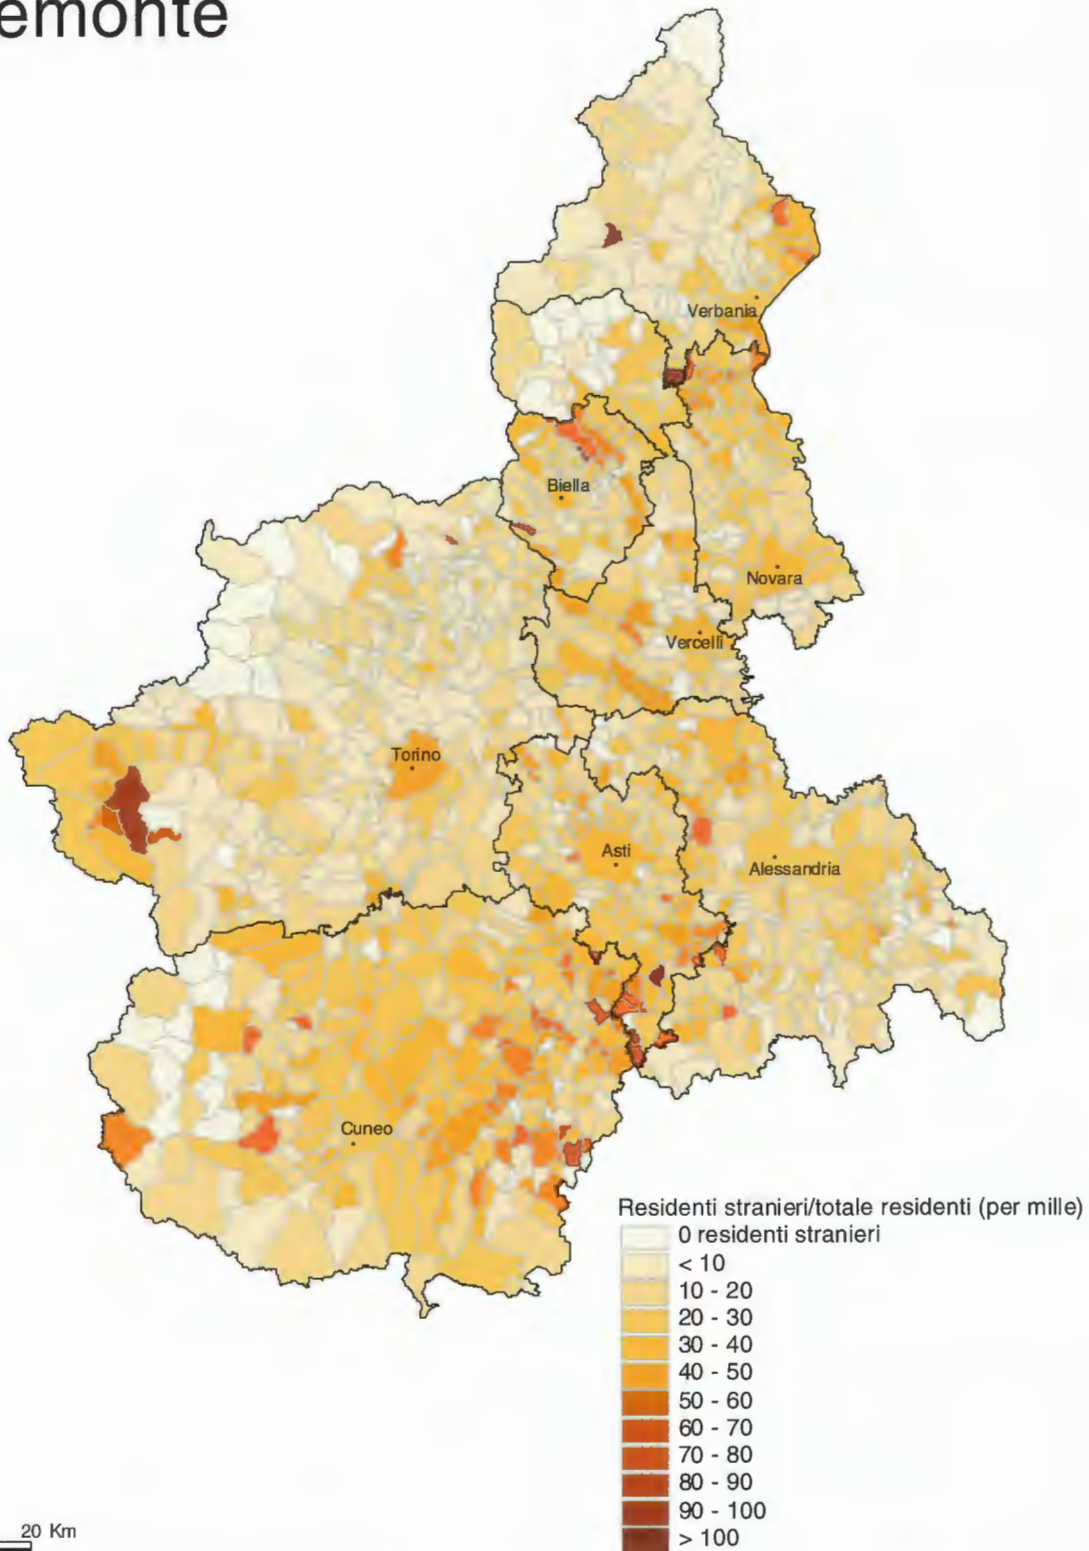 emonte
Verbania
Biella
Novara
Vercelli
Torino
Asti
Alessandria
Cuneo
Residenti stranieri/totale residenti (per mille)
0 residenti stranieri
< 10
10 - 20
20 - 30
30 - 40
40 - 50
50 - 60
60 - 70
70 - 80
80 - 90
90 - 100
> 100
20 Km